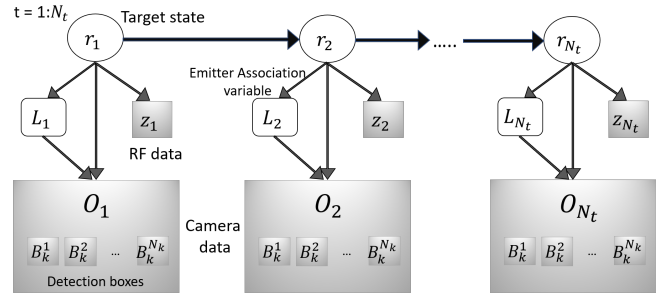 t = 1:N_t
Target state
r_1
r_2
.....
r_{N_t}
Emitter Association
variable
L_1
z_1
L_2
z_2
L_{N_t}
z_{N_t}
RF data
O_1
O_2
O_{N_t}
Camera
data
B_k^1 B_k^2 ... B_k^{N_k}
B_k^1 B_k^2 ... B_k^{N_k}
B_k^1 B_k^2 ... B_k^{N_k}
Detection boxes